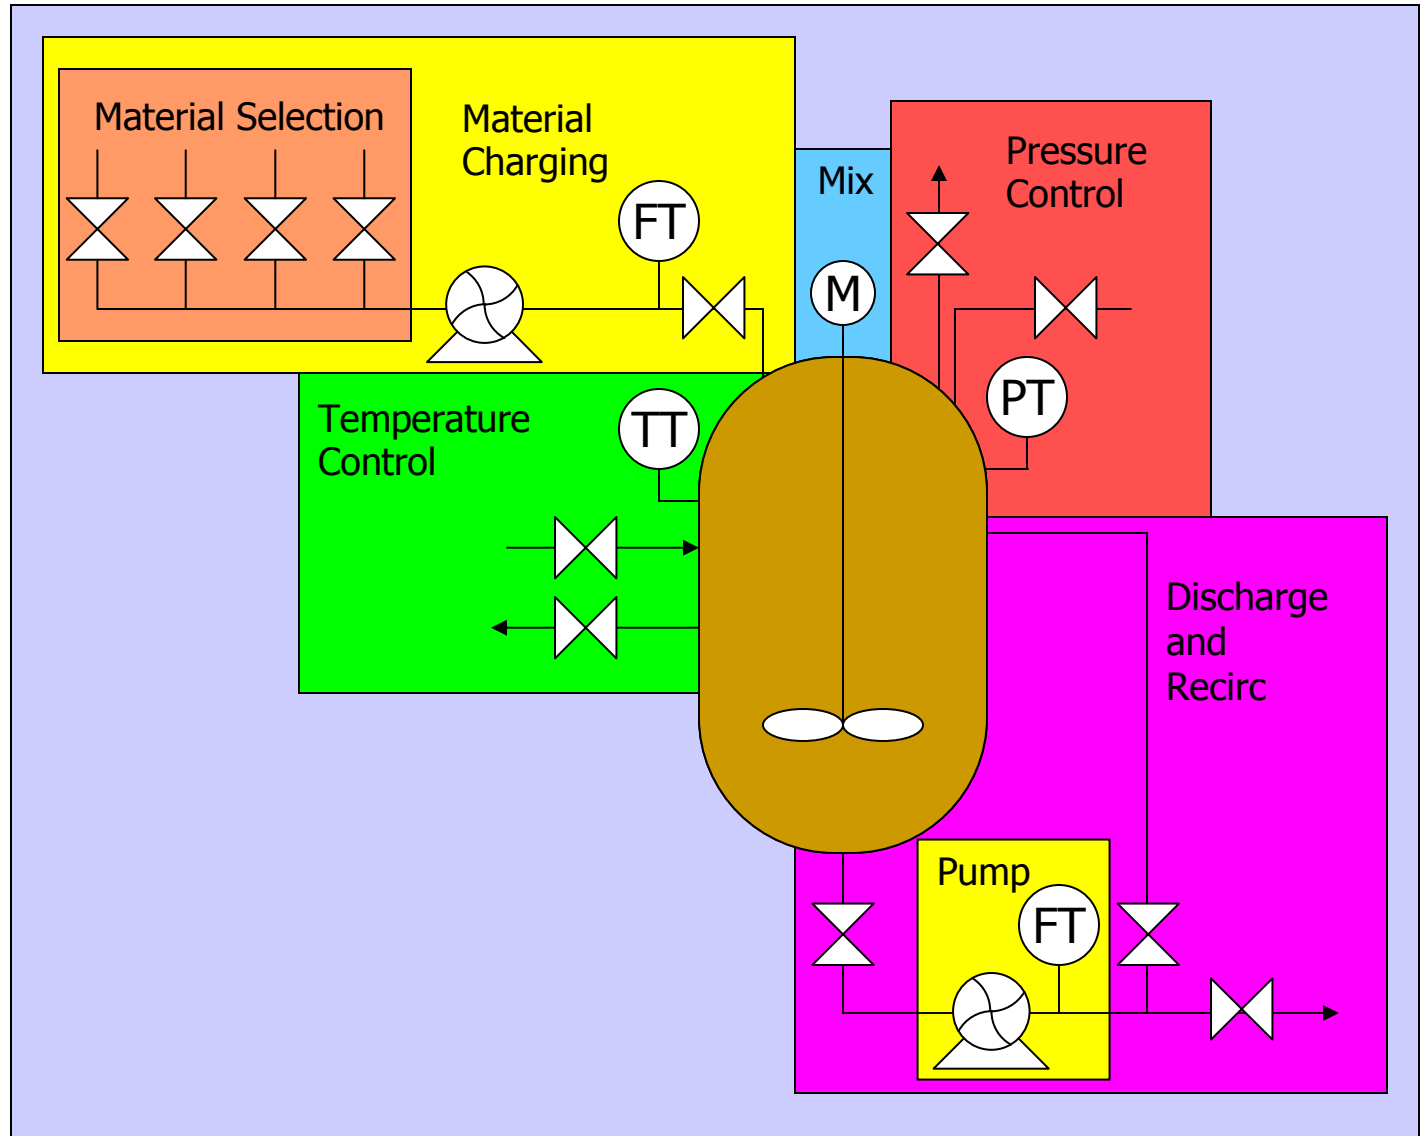 Material Selection
Material
Charging
FT
Mix
M
Pressure
Control
PT
Temperature
Control
TT
Discharge
and
Recirc
Pump
FT